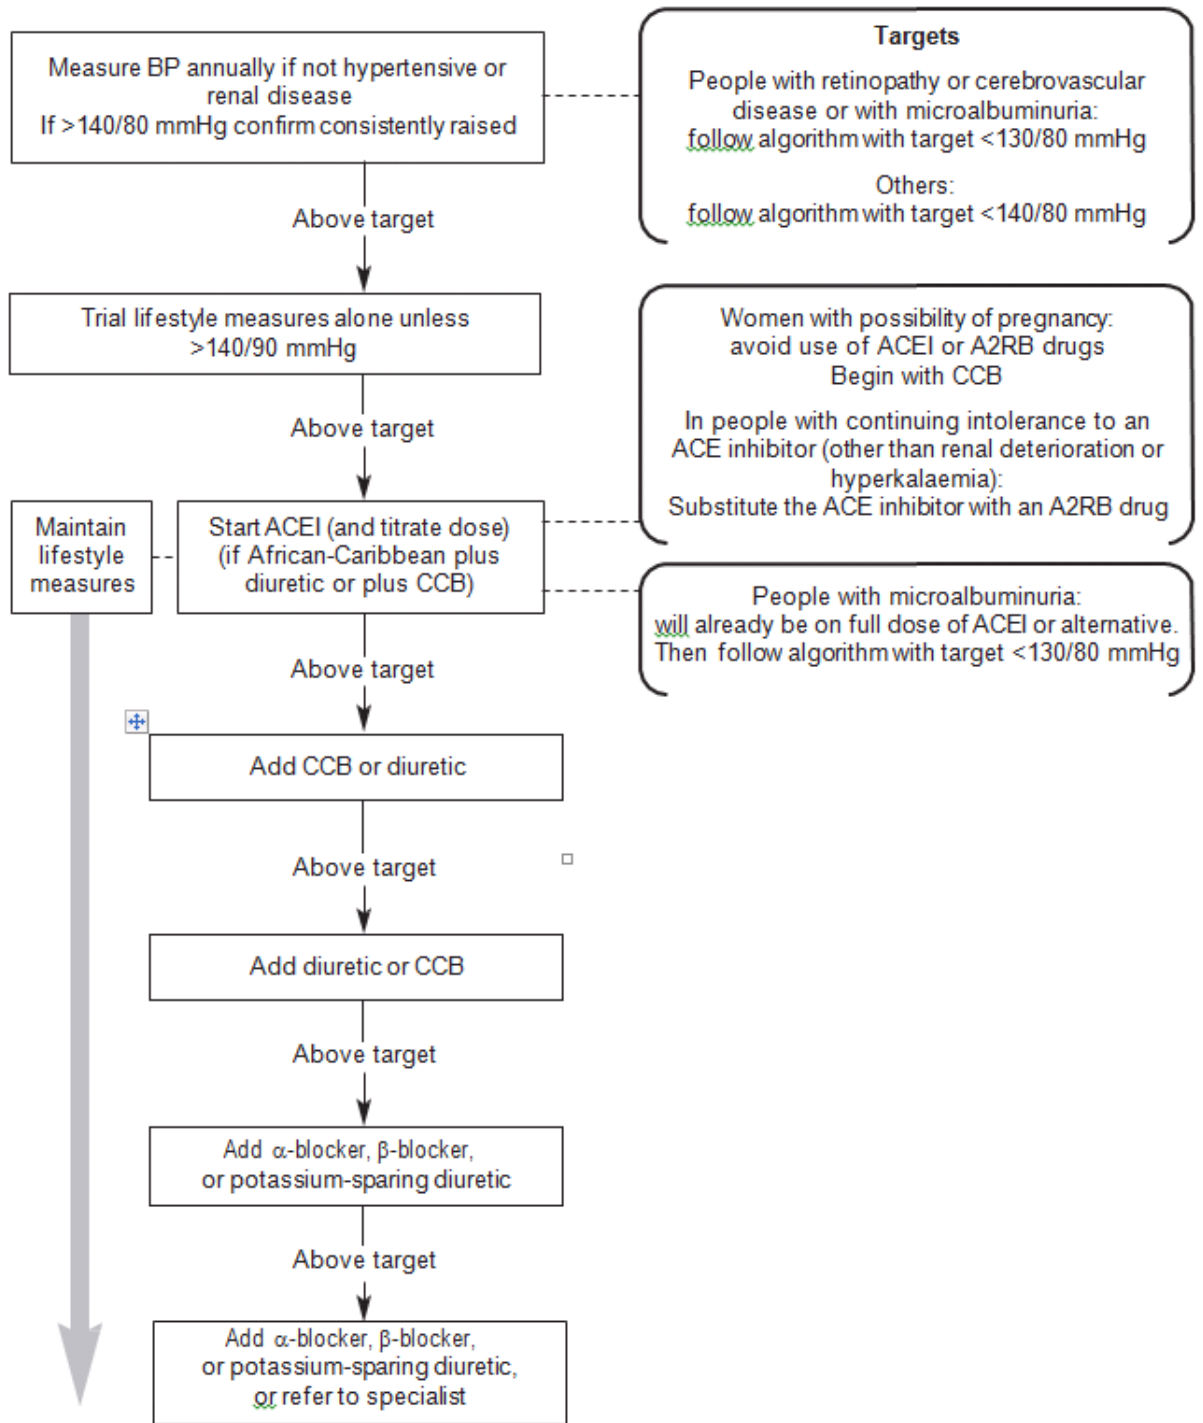 Measure BP annually if not hypertensive or
renal disease
If >140/80 mmHg confirm consistently raised
Targets
People with retinopathy or cerebrovascular
disease or with microalbuminuria:
follow algorithm with target <130/80 mmHg
Others:
follow algorithm with target <140/80 mmHg
Above target
Trial lifestyle measures alone unless
>140/90 mmHg
Women with possibility of pregnancy:
avoid use of ACEI or A2RB drugs
Begin with CCB
In people with continuing intolerance to an
ACE inhibitor (other than renal deterioration or
hyperkalaemia):
Substitute the ACE inhibitor with an A2RB drug
Above target
Maintain
lifestyle
measures
Start ACEI (and titrate dose)
(if African-Caribbean plus
diuretic or plus CCB)
People with microalbuminuria:
will already be on full dose of ACEI or alternative.
Then follow algorithm with target <130/80 mmHg
Above target
Add CCB or diuretic
Above target
Add diuretic or CCB
Above target
Add α-blocker, β-blocker,
or potassium-sparing diuretic
Above target
Add α-blocker, β-blocker,
or potassium-sparing diuretic,
or refer to specialist